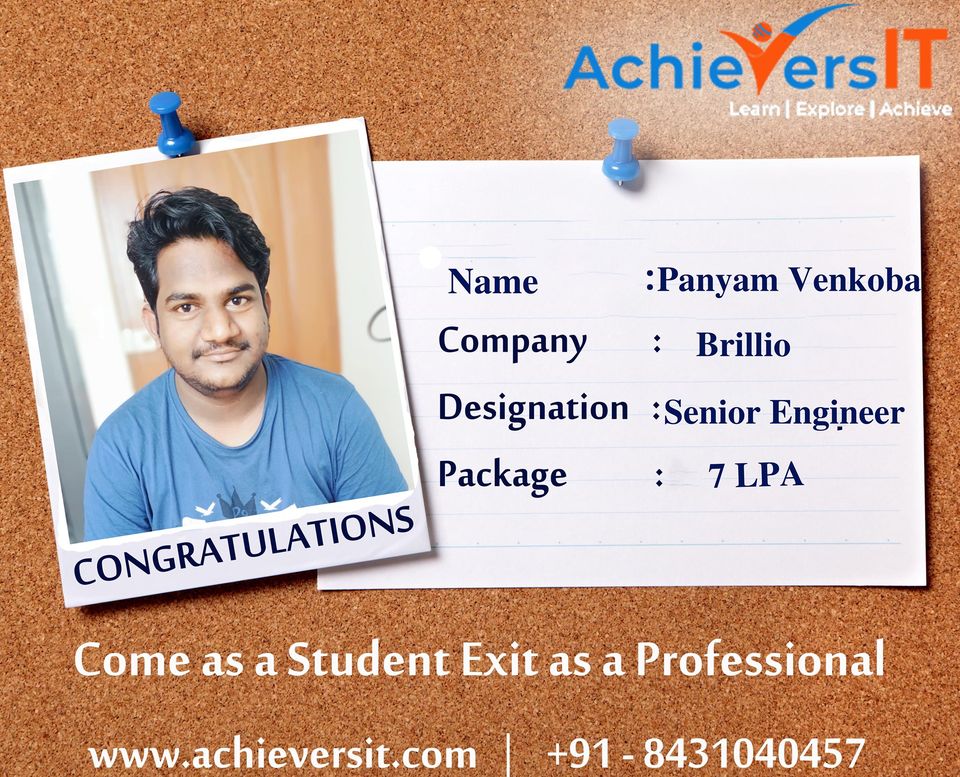 AchieVersIT
Learn | Explore | Achieve
Name :Panyam Venkoba
Company : Brillio
Designation :Senior Engineer
Package : 7 LPA
CONGRATULATIONS
Come as a Student Exit as a Professional
www.achieversit.com | +91 - 8431040457